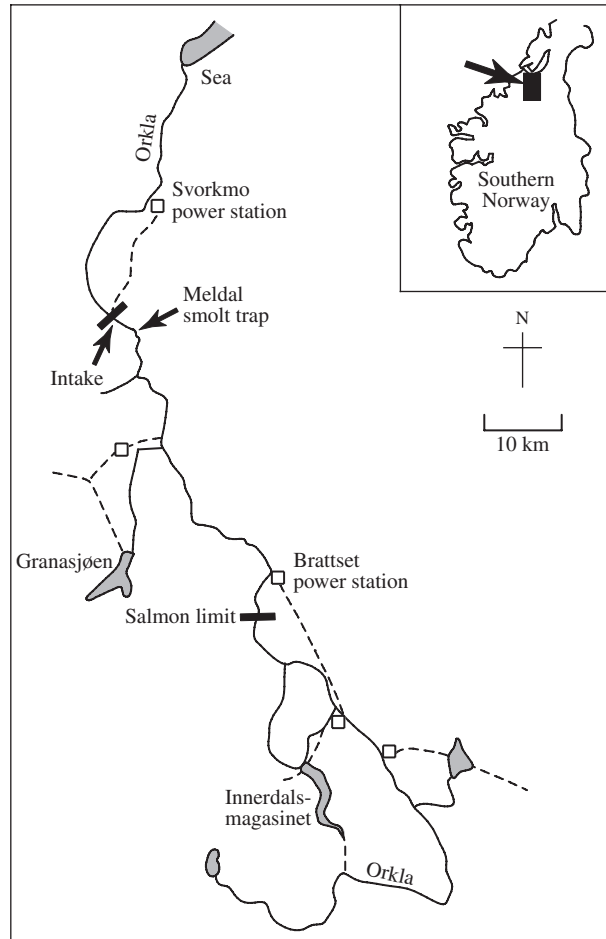 Sea
Orkla
Svorkmo
power station
Southern
Norway
Meldal
smolt trap
N
Intake
10 km
Granasjøen
Brattset
power station
Salmon limit
Innerdals-
magasinet
Orkla